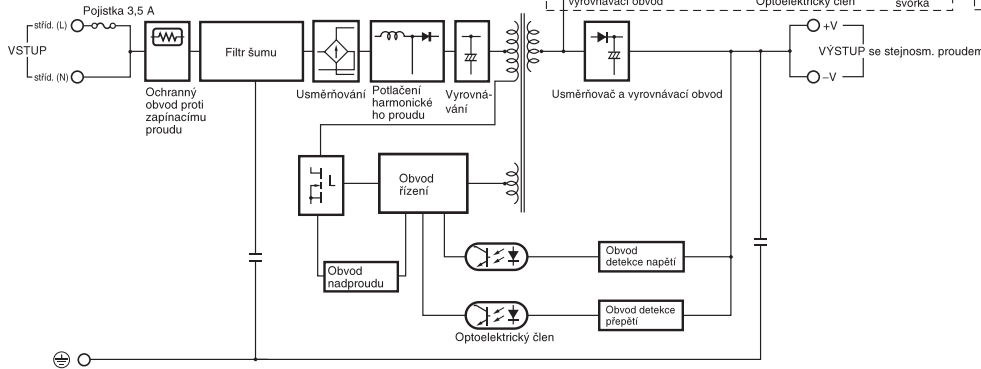 vyrovnávací obvod
Optoelektrický člen
svorka
Pojistka 3,5 A
stříd. (L)
VSTUP
stříd. (N)
Ochranný
obvod proti
zapínacímu
proudu
Filtr šumu
Usměrňování
Potlačení
harmonické
ho proudu
Vyrovná-
vání
Usměrňovač a vyrovnávací obvod
+V
VÝSTUP se stejnosm. proudem
–V
L
Obvod
řízení
Obvod
nadproudu
Obvod
detekce napětí
Obvod detekce
přepětí
Optoelektrický člen